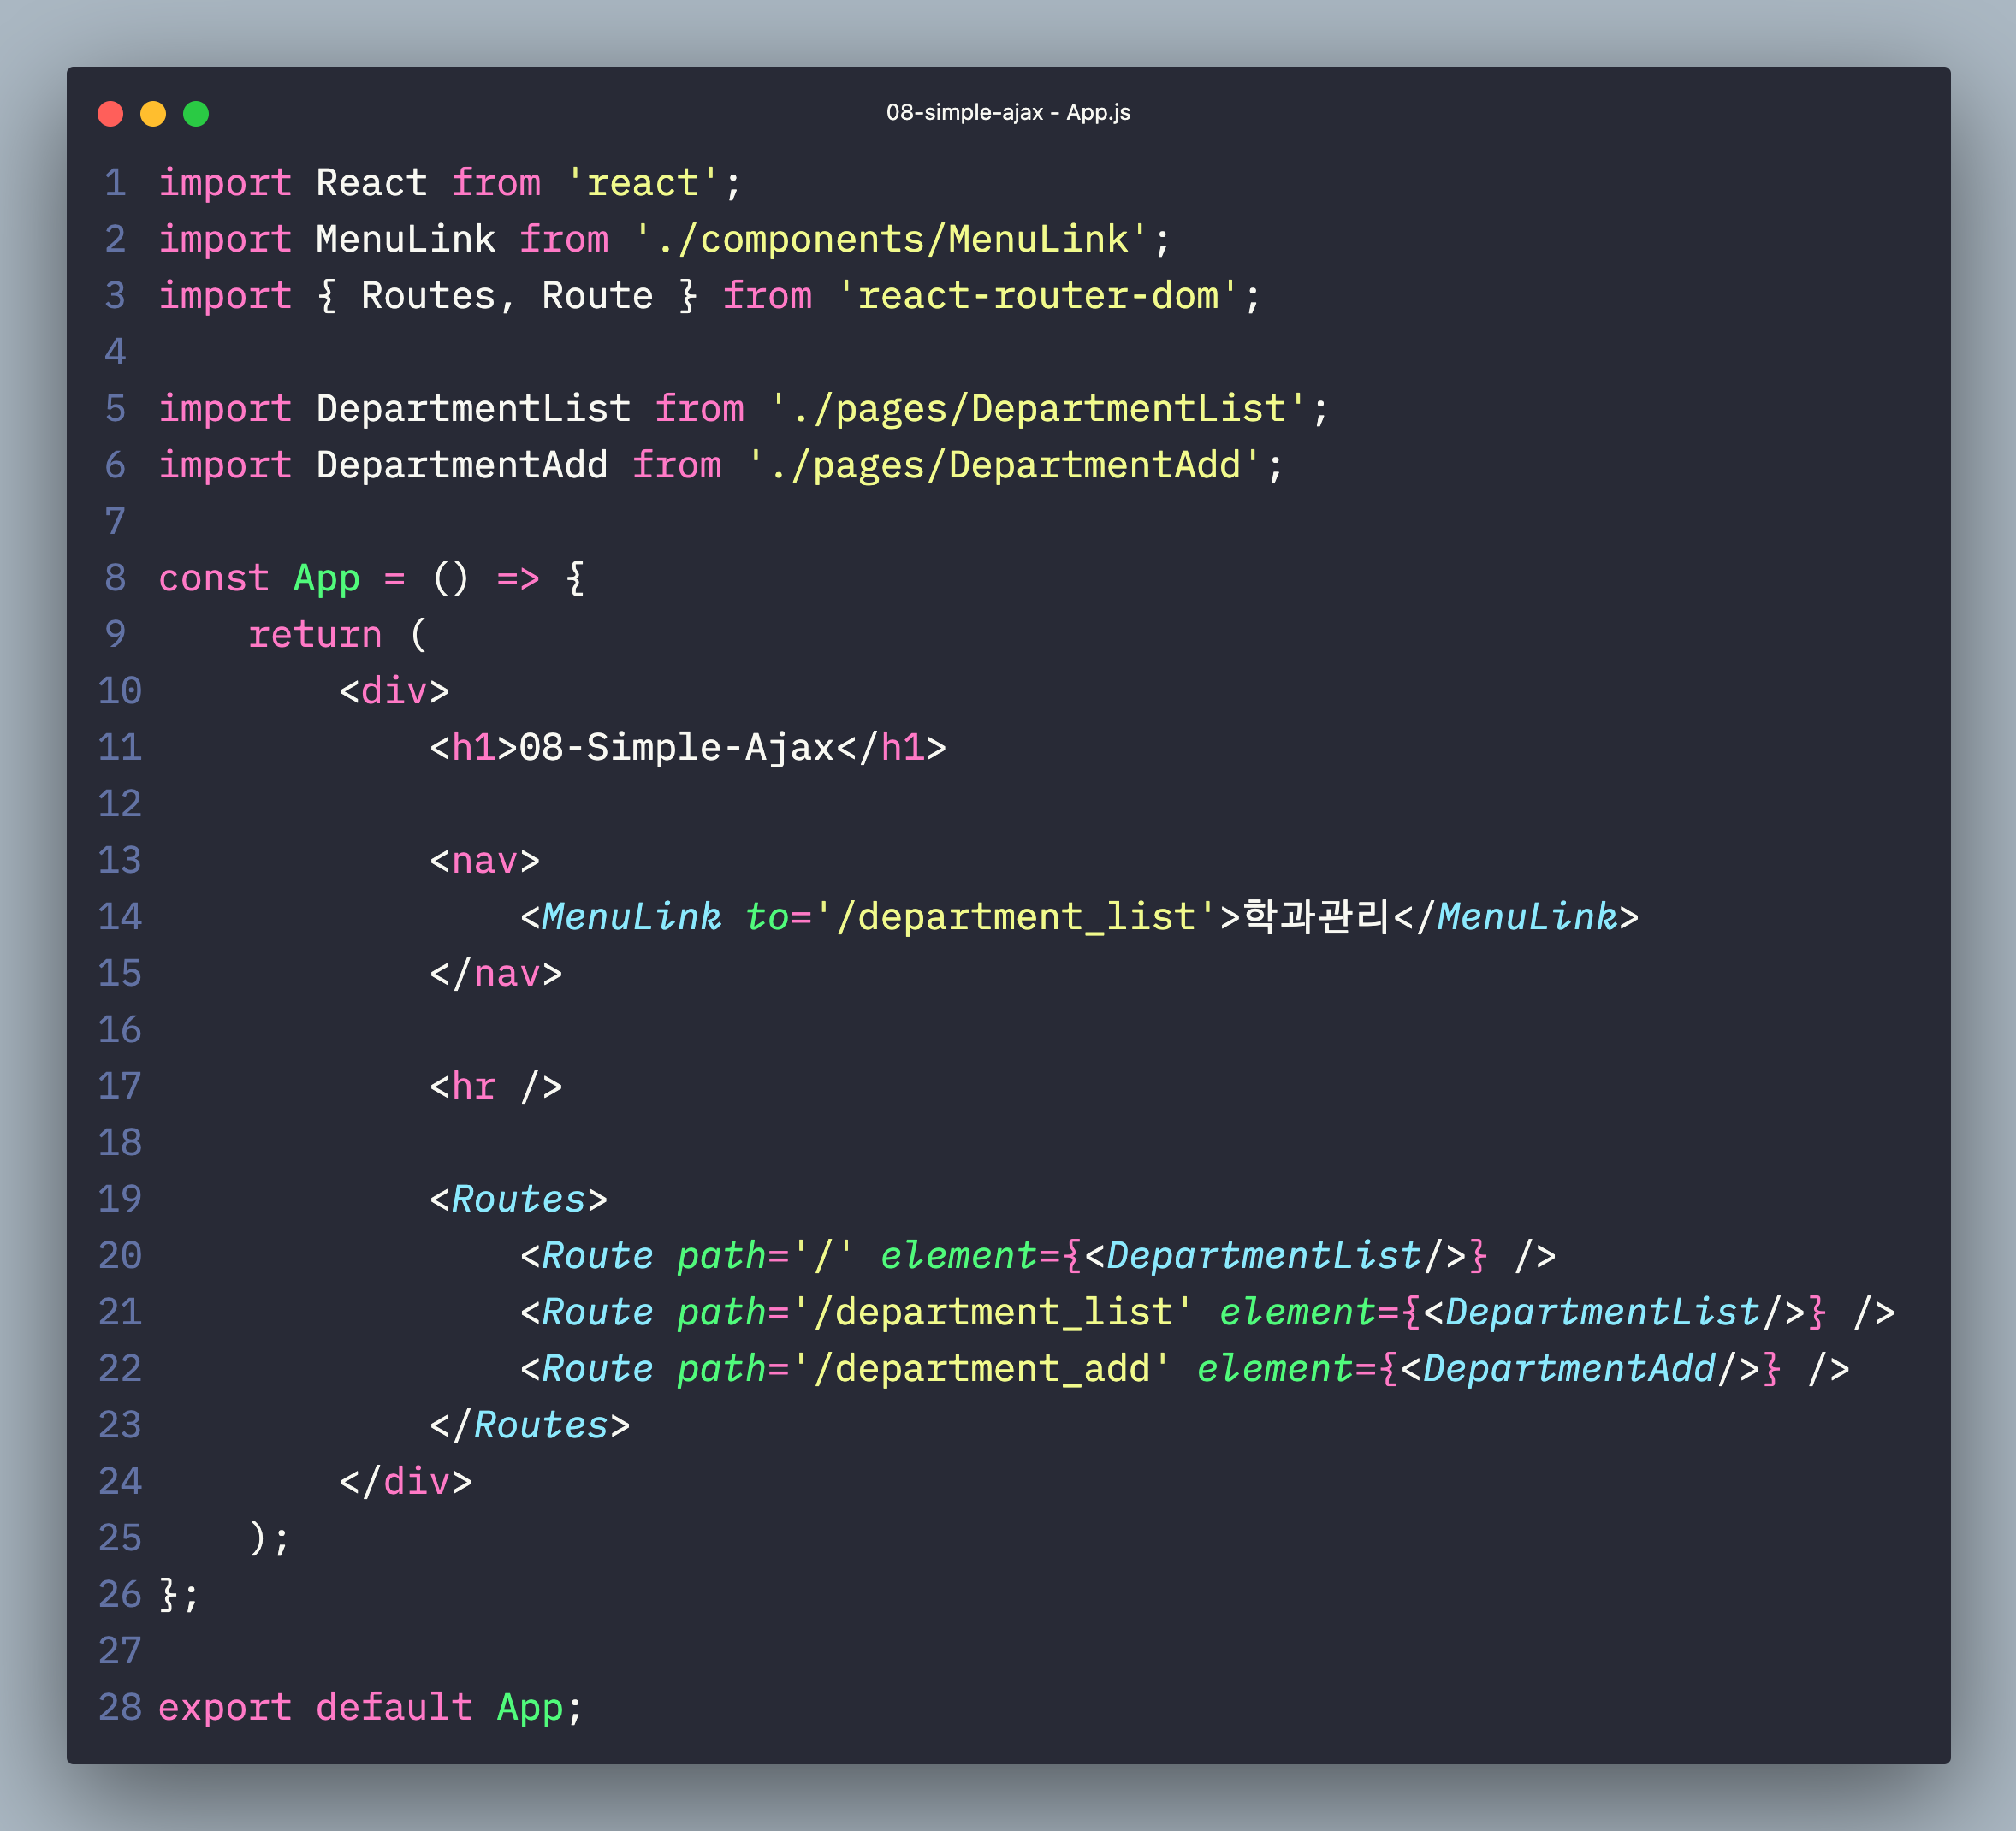 08-simple-ajax - App.js
1 import React from 'react';
2 import MenuLink from './components/MenuLink';
3 import { Routes, Route } from 'react-router-dom';
4
5 import DepartmentList from './pages/DepartmentList';
6 import DepartmentAdd from './pages/DepartmentAdd';
7
8 const App = () => {
9     return (
10         <div>
11             <h1>08-Simple-Ajax</h1>
12
13             <nav>
14                 <MenuLink to='/department_list'>학과관리</MenuLink>
15             </nav>
16
17             <hr />
18
19             <Routes>
20                 <Route path='/' element={<DepartmentList/>} />
21                 <Route path='/department_list' element={<DepartmentList/>} />
22                 <Route path='/department_add' element={<DepartmentAdd/>} />
23             </Routes>
24         </div>
25     );
26 };
27
28 export default App;